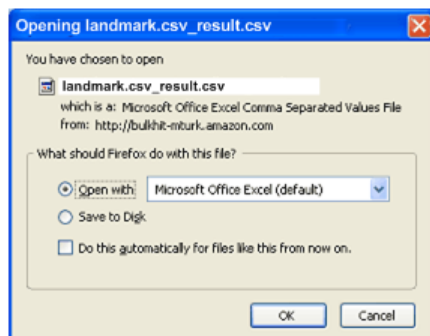 Opening landmark.csv_result.csv
You have chosen to open
landmark.csv_result.csv
which is a: Microsoft Office Excel Comma Separated Values File
from: http://bulkhit-mturk.amazon.com
What should Firefox do with this file?
Open with Microsoft Office Excel (default)
Save to Disk
Do this automatically for files like this from now on.
OK Cancel